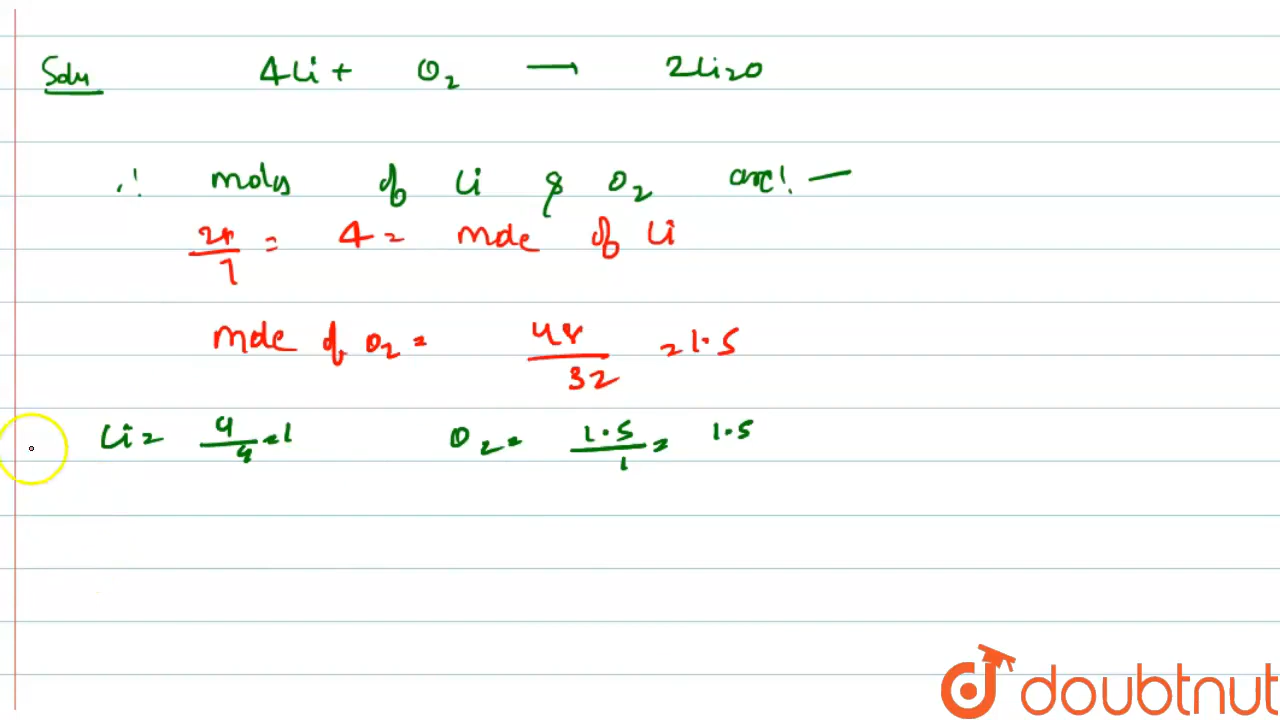 Solu 4Li + O2 → 2Li2O
∴ moles of Li & O2 are! —
28/7 = 4 = mole of Li
mole of O2 = 48/32 = 1.5
Li = 4/4 = 1 O2 = 1.5/1 = 1.5
doubtnut